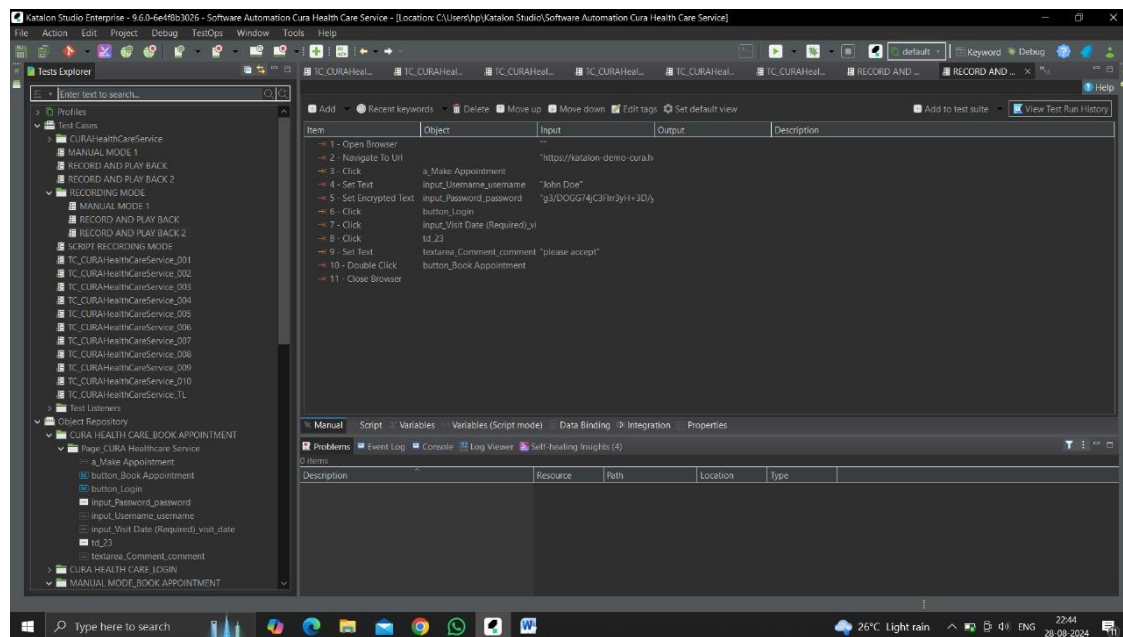 Katalon Studio Enterprise - 9.6.0-6e4f8b3026 - Software Automation Cura Health Care Service - [Location: C:\Users\hp\Katalon Studio\Software Automation Cura Health Care Service]
File Action Edit Project Debug TestOps Window Tools Help
default Keyword Debug
Tests Explorer
TC_CURAHeal... TC_CURAHeal... TC_CURAHeal... TC_CURAHeal... TC_CURAHeal... TC_CURAHeal... RECORD AND ... RECORD AND ...
Help
Enter text to search...
Add Recent keywords Delete Move up Move down Edit tags Set default view Add to test suite View Test Run History
Profiles
Test Cases
CURAHealthCareService
MANUAL MODE 1
RECORD AND PLAY BACK
RECORD AND PLAY BACK 2
RECORDING MODE
MANUAL MODE 1
RECORD AND PLAY BACK
RECORD AND PLAY BACK 2
SCRIPT RECORDING MODE
TC_CURAHealthCareService_001
TC_CURAHealthCareService_002
TC_CURAHealthCareService_003
TC_CURAHealthCareService_004
TC_CURAHealthCareService_005
TC_CURAHealthCareService_006
TC_CURAHealthCareService_007
TC_CURAHealthCareService_008
TC_CURAHealthCareService_009
TC_CURAHealthCareService_010
TC_CURAHealthCareService_TL
Test Listeners
Object Repository
CURA HEALTH CARE_BOOK APPOINTMENT
Page_CURA Healthcare Service
a_Make Appointment
button_Book Appointment
button_Login
input_Password_password
input_Username_username
input_Visit Date (Required)_visit_date
td_23
textarea_Comment_comment
CURA HEALTH CARE_LOGIN
MANUAL MODE_BOOK APPOINTMENT
Item Object Input Output Description
1 - Open Browser ""
2 - Navigate To Url "https://katalon-demo-cura.h
3 - Click a_Make Appointment
4 - Set Text input_Username_username "John Doe"
5 - Set Encrypted Text input_Password_password
6 - Click button_Login
7 - Click input_Visit Date (Required)_vi
8 - Click td_23
9 - Set Text textarea_Comment_comment "please accept"
10 - Double Click button_Book Appointment
11 - Close Browser
Manual Script Variables Variables (Script mode) Data Binding Integration Properties
Problems Event Log Console Log Viewer Self-healing Insights (4)
0 items
Description Resource Path Location Type
Type here to search 26°C Light rain ENG 22:44
28-08-2024